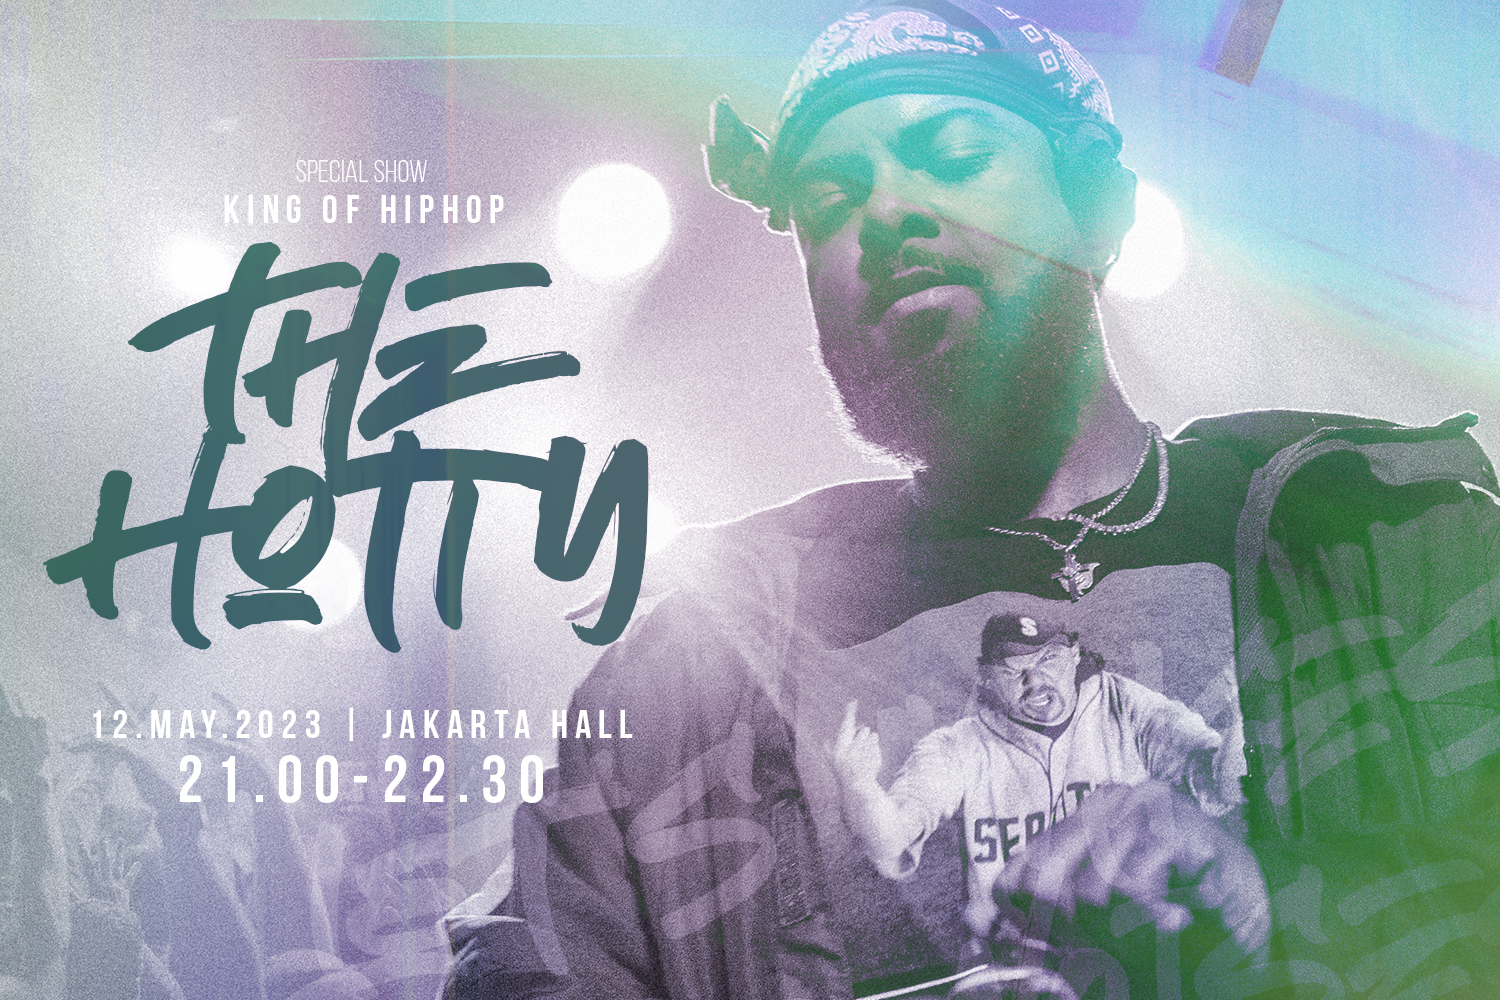 SPECIAL SHOW
KING OF HIPHOP
THE
HOTTY
12.MAY.2023 | JAKARTA HALL
21.00-22.30
S